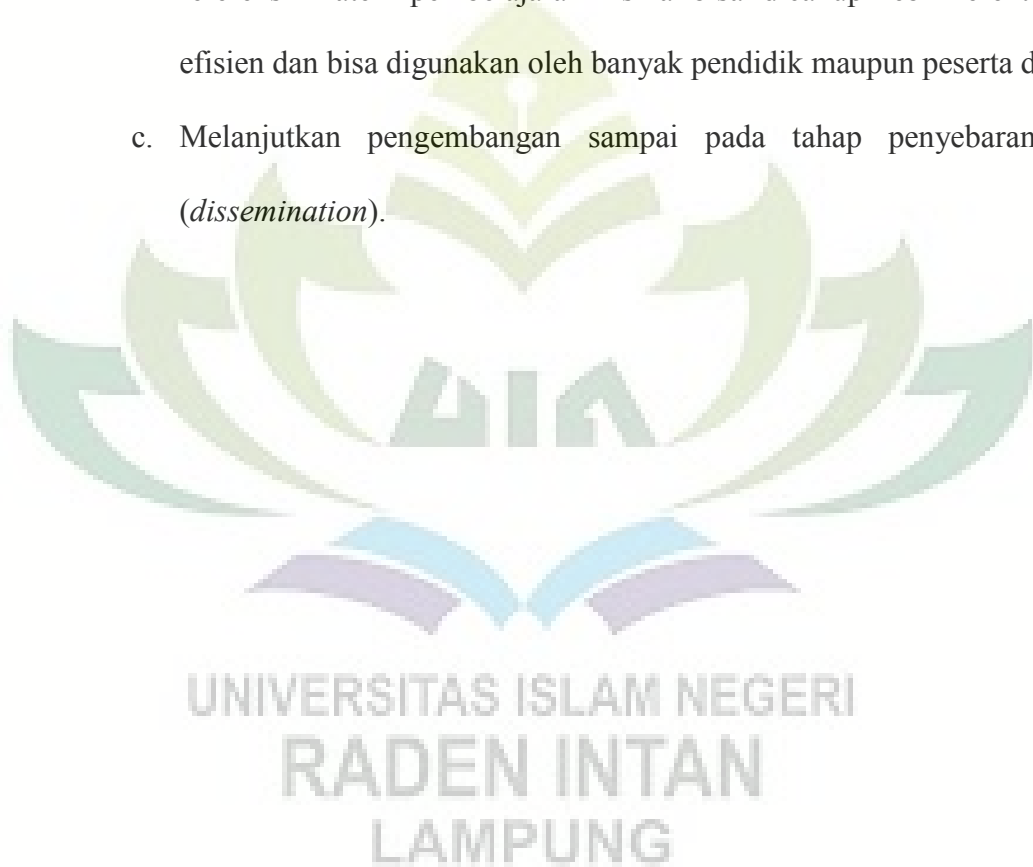 efisien dan bisa digunakan oleh banyak pendidik maupun peserta
c. Melanjutkan pengembangan sampai pada tahap penyebaran
(dissemination).
UIN
UNIVERSITAS ISLAM NEGERI
RADEN INTAN
LAMPUNG